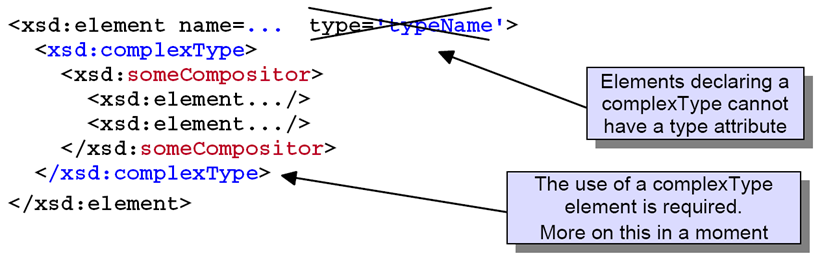 <xsd:element name=... type='typeName'>
<xsd:complexType>
<xsd:someCompositor>
<xsd:element.../>
<xsd:element.../>
</xsd:someCompositor>
</xsd:complexType>
</xsd:element>
Elements declaring a
complexType cannot
have a type attribute
The use of a complexType
element is required.
More on this in a moment